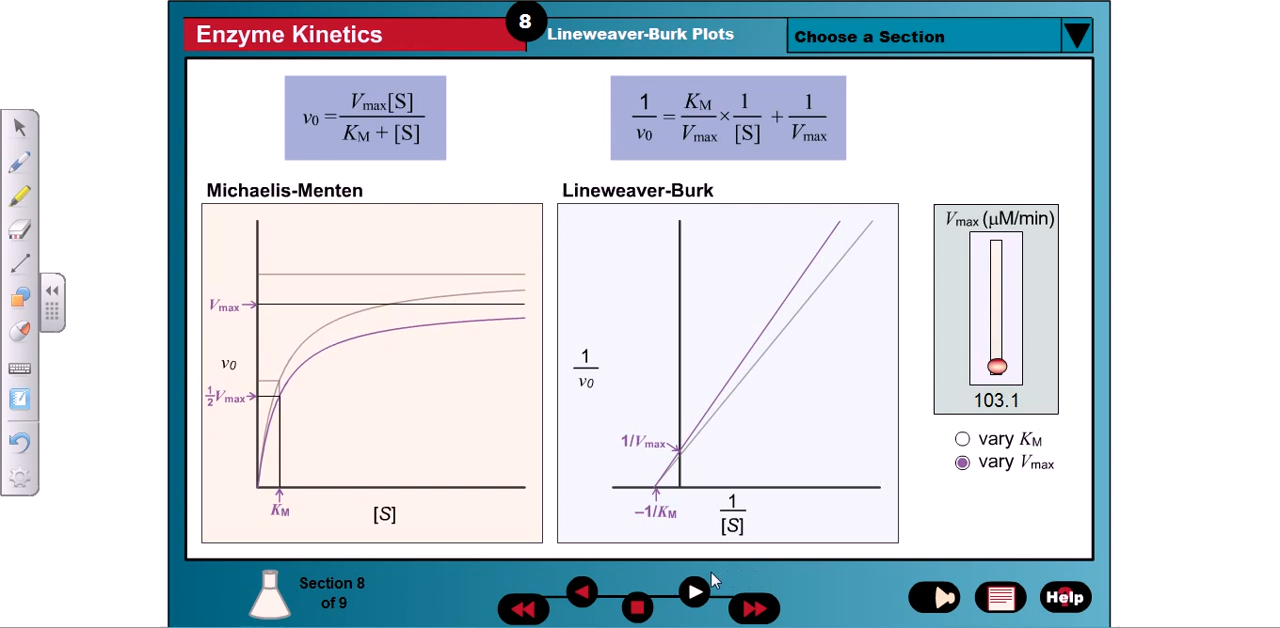 Enzyme Kinetics
8
Lineweaver-Burk Plots
Choose a Section
v0 = Vmax[S] / KM + [S]
1/v0 = KM/Vmax × 1/[S] + 1/Vmax
Michaelis-Menten
Lineweaver-Burk
Vmax
v0
½Vmax
KM
[S]
1/v0
1/Vmax
–1/KM
1/[S]
Vmax (μM/min)
103.1
vary KM
vary Vmax
Section 8
of 9
Help